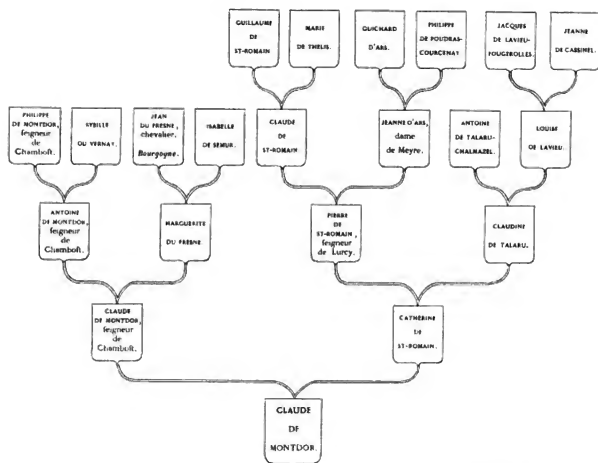 GUILLAUME
DE
ST-ROMAIN
MARIE
DE THELIS.
GUICHARD
D'ARS.
PHILIPPE
DE POUDRAS-
COURCENAY
JACQUES
DE LAVIEU-
FOUGEROLLES.
JEANNE
DE CASSINEL.
PHILIPPE
DE MONTDOR,
feigneur
de
Chamboft.
SYBILLE
DU VERNAY.
JEAN
DU FRESNE,
chevalier.
Bourgogne.
ISABELLE
DE SEMUR.
CLAUDE
DE
ST-ROMAIN
JEANNE D'ARS,
dame
de Meyre.
ANTOINE
DE TALARU-
CHALMAZEL.
LOUISE
DE LAVIEU.
ANTOINE
DE MONTDOR,
feigneur
de
Chamboft.
MARGUERITE
DU FRESNE.
PIERRE
DE
ST-ROMAIN,
feigneur
de Lurcy.
CLAUDINE
DE TALARU.
CLAUDE
DE MONTDOR,
feigneur
de
Chamboft.
CATHERINE
DE
ST-ROMAIN.
CLAUDE
DE
MONTDOR.